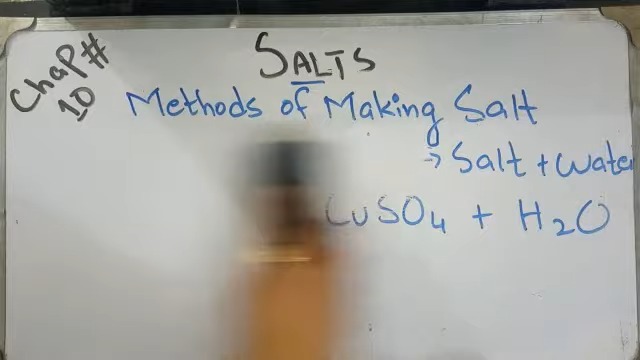 Chap# 10
SALTS
Methods of Making Salt
→ Salt + Water
CuSO₄ + H₂O